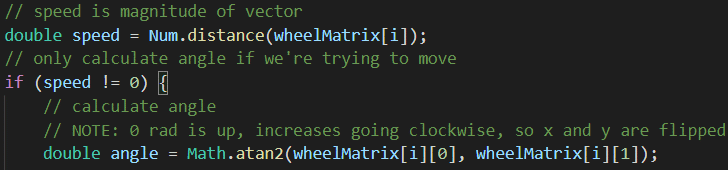 // speed is magnitude of vector
double speed = Num.distance(wheelMatrix[i]);
// only calculate angle if we're trying to move
if (speed != 0) {
// calculate angle
// NOTE: 0 rad is up, increases going clockwise, so x and y are flipped
double angle = Math.atan2(wheelMatrix[i][0], wheelMatrix[i][1]);